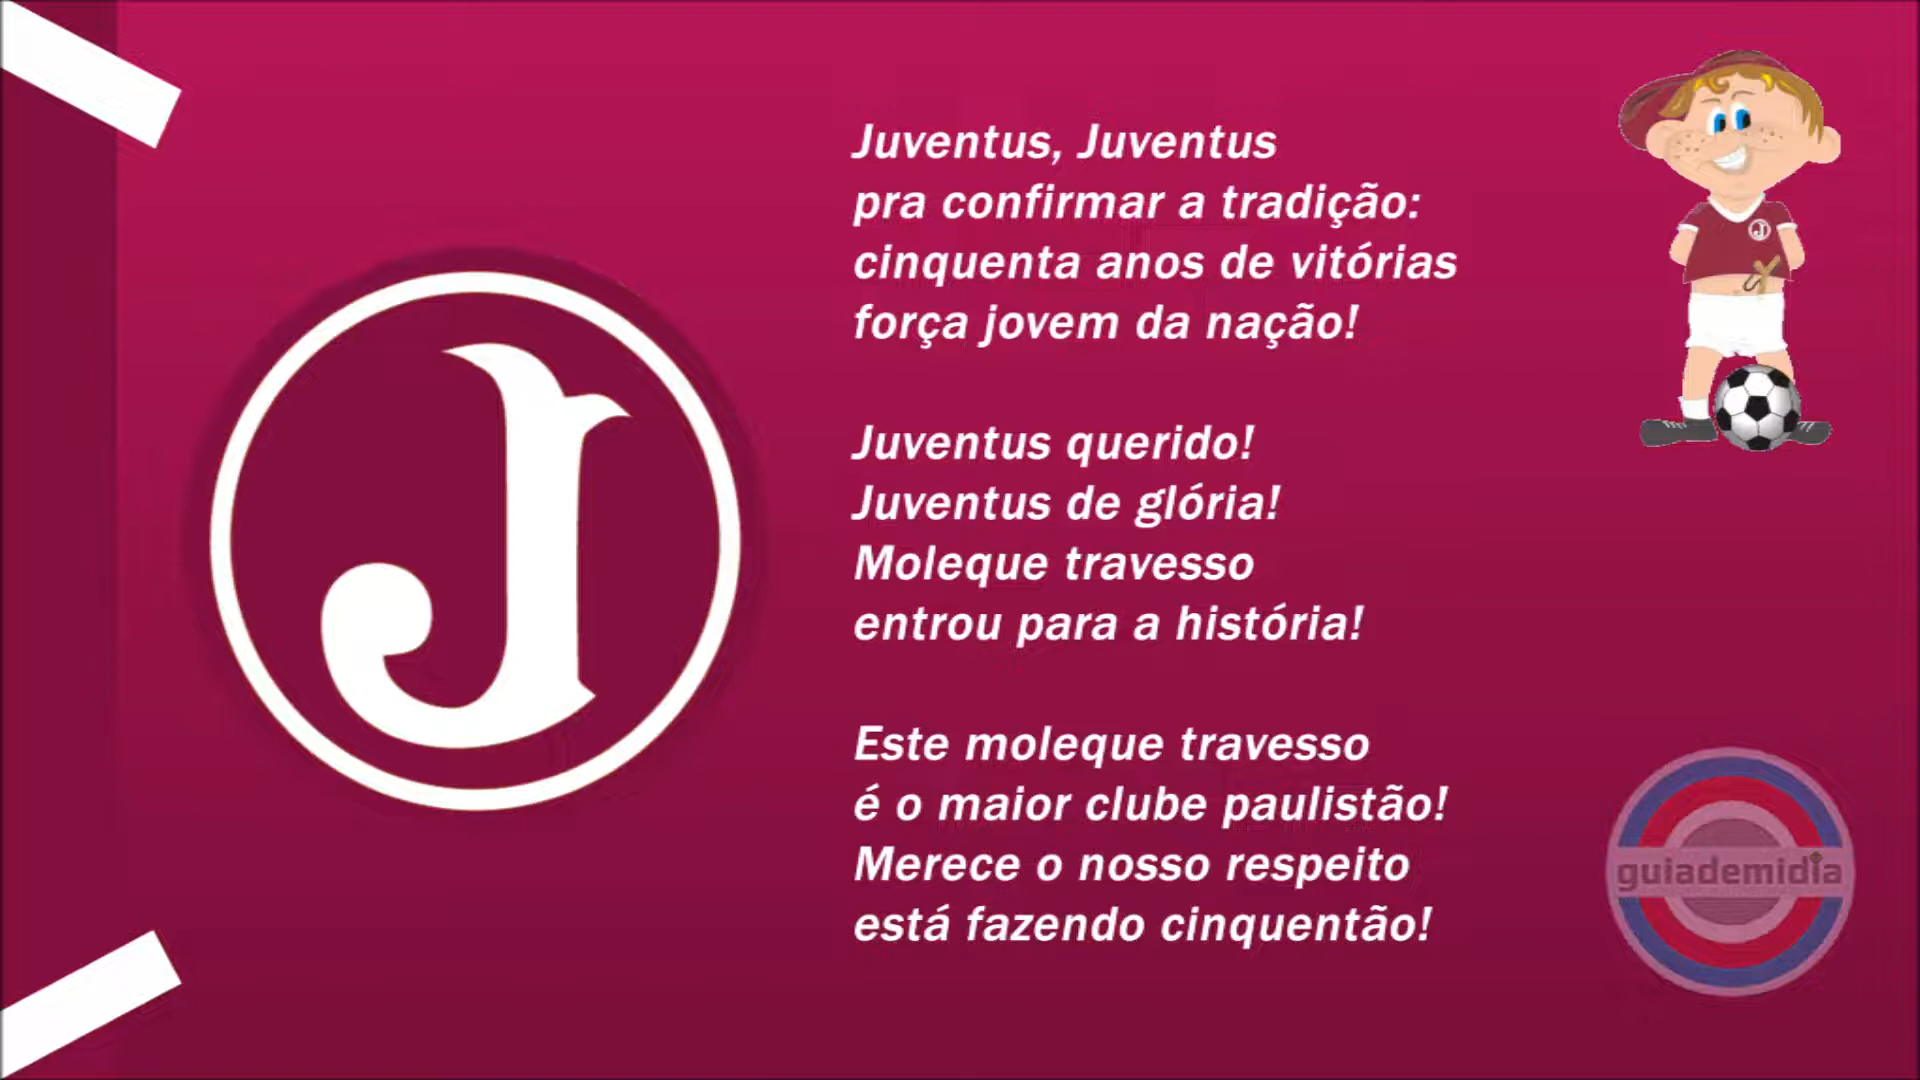 Juventus, Juventus
pra confirmar a tradição:
cinquenta anos de vitórias
força jovem da nação!
Juventus querido!
Juventus de glória!
Moleque travesso
entrou para a história!
Este moleque travesso
é o maior clube paulistão!
Merece o nosso respeito
está fazendo cinquentão!
J
J
guiademidia